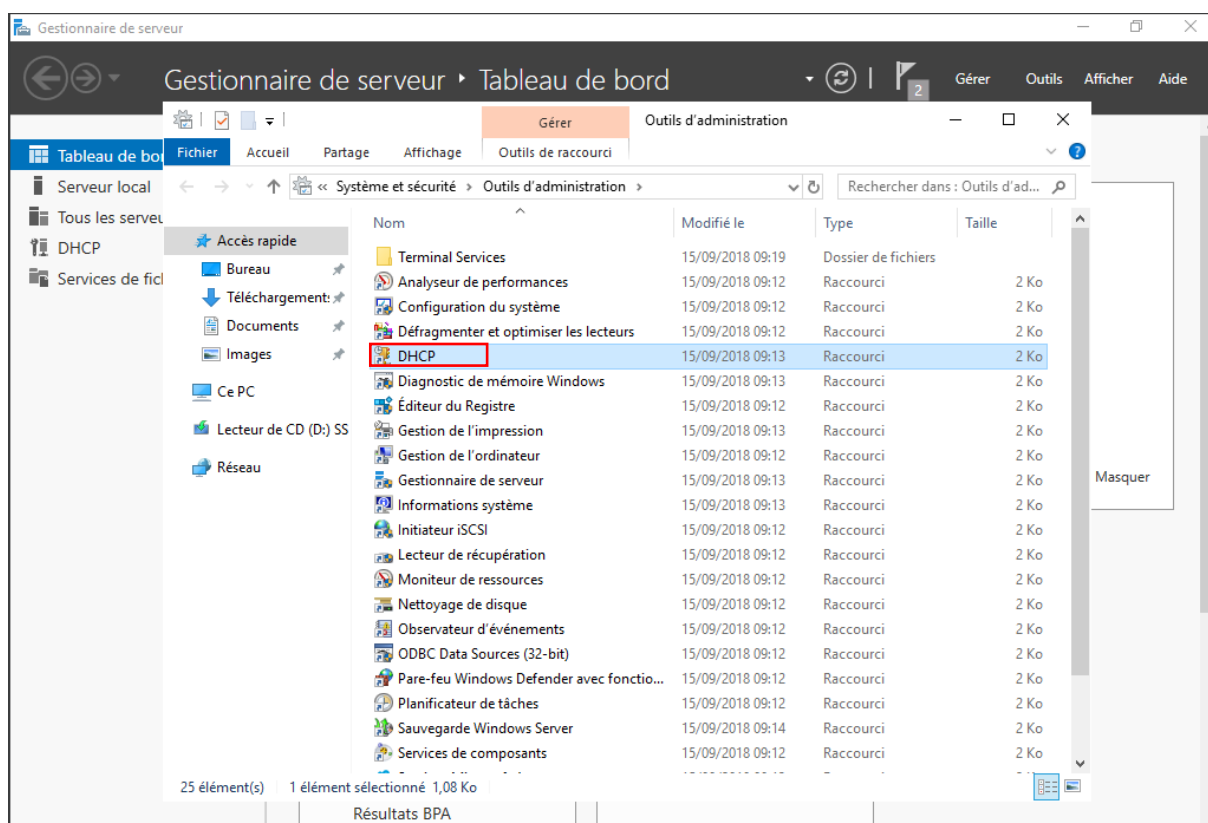 Gestionnaire de serveur
Gestionnaire de serveur Tableau de bord
2
Gérer Outils Afficher Aide
Gérer Outils d'administration
Fichier Accueil Partage Affichage Outils de raccourci
« Système et sécurité Outils d'administration Rechercher dans : Outils d'ad...
Tableau de bo
Serveur local
Tous les serveu
DHCP
Services de fic
Accès rapide
Bureau
Téléchargement
Documents
Images
Ce PC
Lecteur de CD (D:) SS
Réseau
Nom Modifié le Type Taille
Terminal Services 15/09/2018 09:19 Dossier de fichiers
Analyseur de performances 15/09/2018 09:12 Raccourci 2 Ko
Configuration du système 15/09/2018 09:12 Raccourci 2 Ko
Défragmenter et optimiser les lecteurs 15/09/2018 09:12 Raccourci 2 Ko
DHCP 15/09/2018 09:13 Raccourci 2 Ko
Diagnostic de mémoire Windows 15/09/2018 09:13 Raccourci 2 Ko
Éditeur du Registre 15/09/2018 09:12 Raccourci 2 Ko
Gestion de l'impression 15/09/2018 09:13 Raccourci 2 Ko
Gestion de l'ordinateur 15/09/2018 09:12 Raccourci 2 Ko
Gestionnaire de serveur 15/09/2018 09:13 Raccourci 2 Ko
Informations système 15/09/2018 09:13 Raccourci 2 Ko
Initiateur iSCSI 15/09/2018 09:12 Raccourci 2 Ko
Lecteur de récupération 15/09/2018 09:12 Raccourci 2 Ko
Moniteur de ressources 15/09/2018 09:12 Raccourci 2 Ko
Nettoyage de disque 15/09/2018 09:12 Raccourci 2 Ko
Observateur d'événements 15/09/2018 09:12 Raccourci 2 Ko
ODBC Data Sources (32-bit) 15/09/2018 09:12 Raccourci 2 Ko
Pare-feu Windows Defender avec fonctio... 15/09/2018 09:12 Raccourci 2 Ko
Planificateur de tâches 15/09/2018 09:12 Raccourci 2 Ko
Sauvegarde Windows Server 15/09/2018 09:14 Raccourci 2 Ko
Services de composants 15/09/2018 09:12 Raccourci 2 Ko
25 élément(s) 1 élément sélectionné 1,08 Ko
Masquer
Résultats BPA